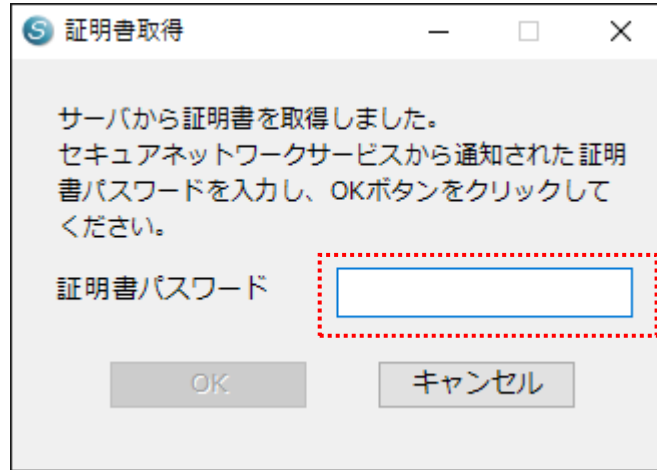 証明書取得
サーバから証明書を取得しました。
セキュアネットワークサービスから通知された証明
書パスワードを入力し、OKボタンをクリックして
ください。
証明書パスワード
OK
キャンセル